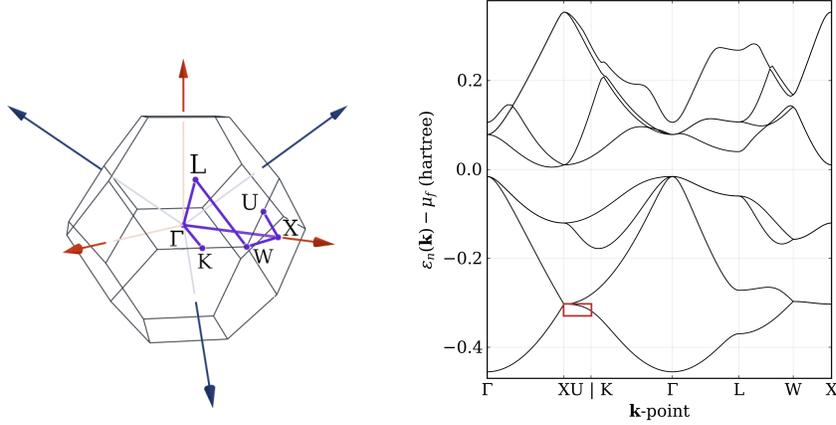 L
U
X
Γ
K
W
εn(k) − μf (hartree)
0.2
0.0
−0.2
−0.4
Γ XU | K Γ L W X
k-point